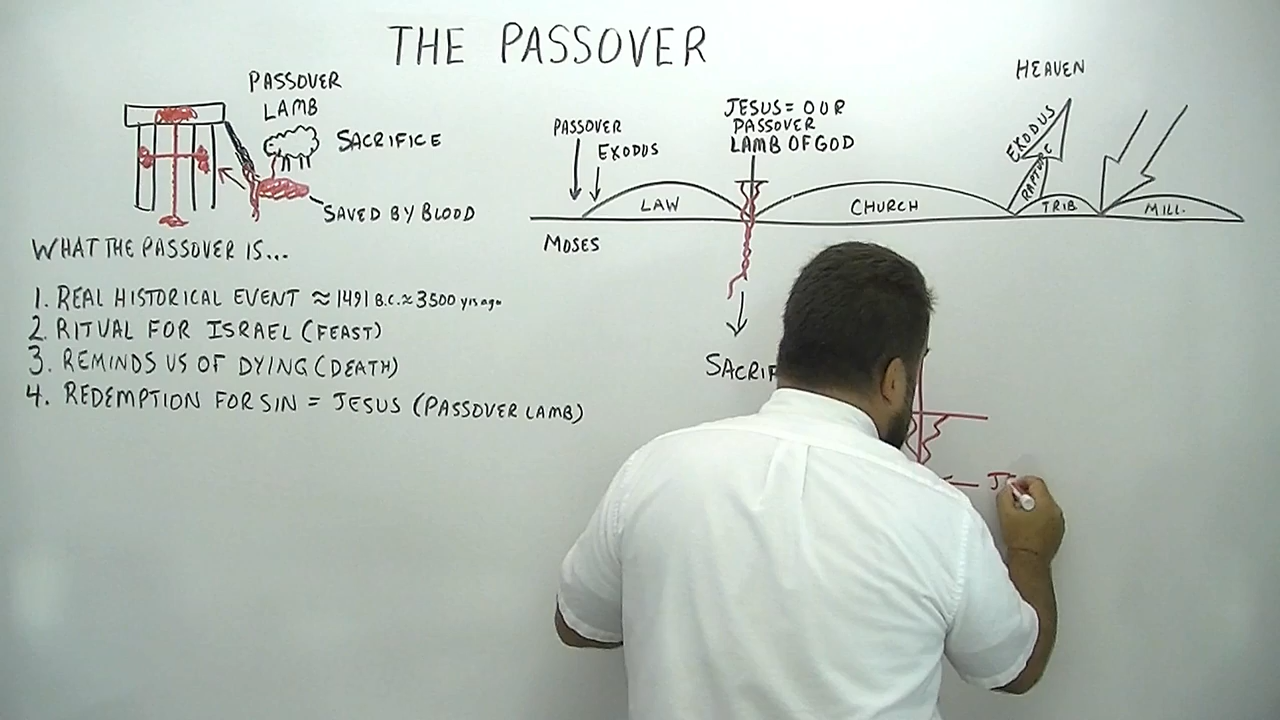 THE PASSOVER
PASSOVER
LAMB
SACRIFICE
SAVED BY BLOOD
WHAT THE PASSOVER IS...
1. REAL HISTORICAL EVENT ≈ 1491 B.C. ≈ 3500 yrs ago
2. RITUAL FOR ISRAEL (FEAST)
3. REMINDS US OF DYING (DEATH)
4. REDEMPTION FOR SIN = JESUS (PASSOVER LAMB)
PASSOVER
EXODUS
LAW
MOSES
JESUS = OUR
PASSOVER
LAMB OF GOD
CHURCH
HEAVEN
EXODUS
RAPTURE
TRIB
MILL.